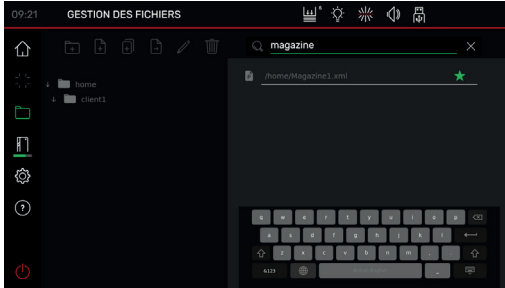 09:21 GESTION DES FICHIERS
magazine
/home/Magazine1.xml
home
client1
q w e r t y u i o p
a s d f g h j k l
z x c v b n m . .
&123